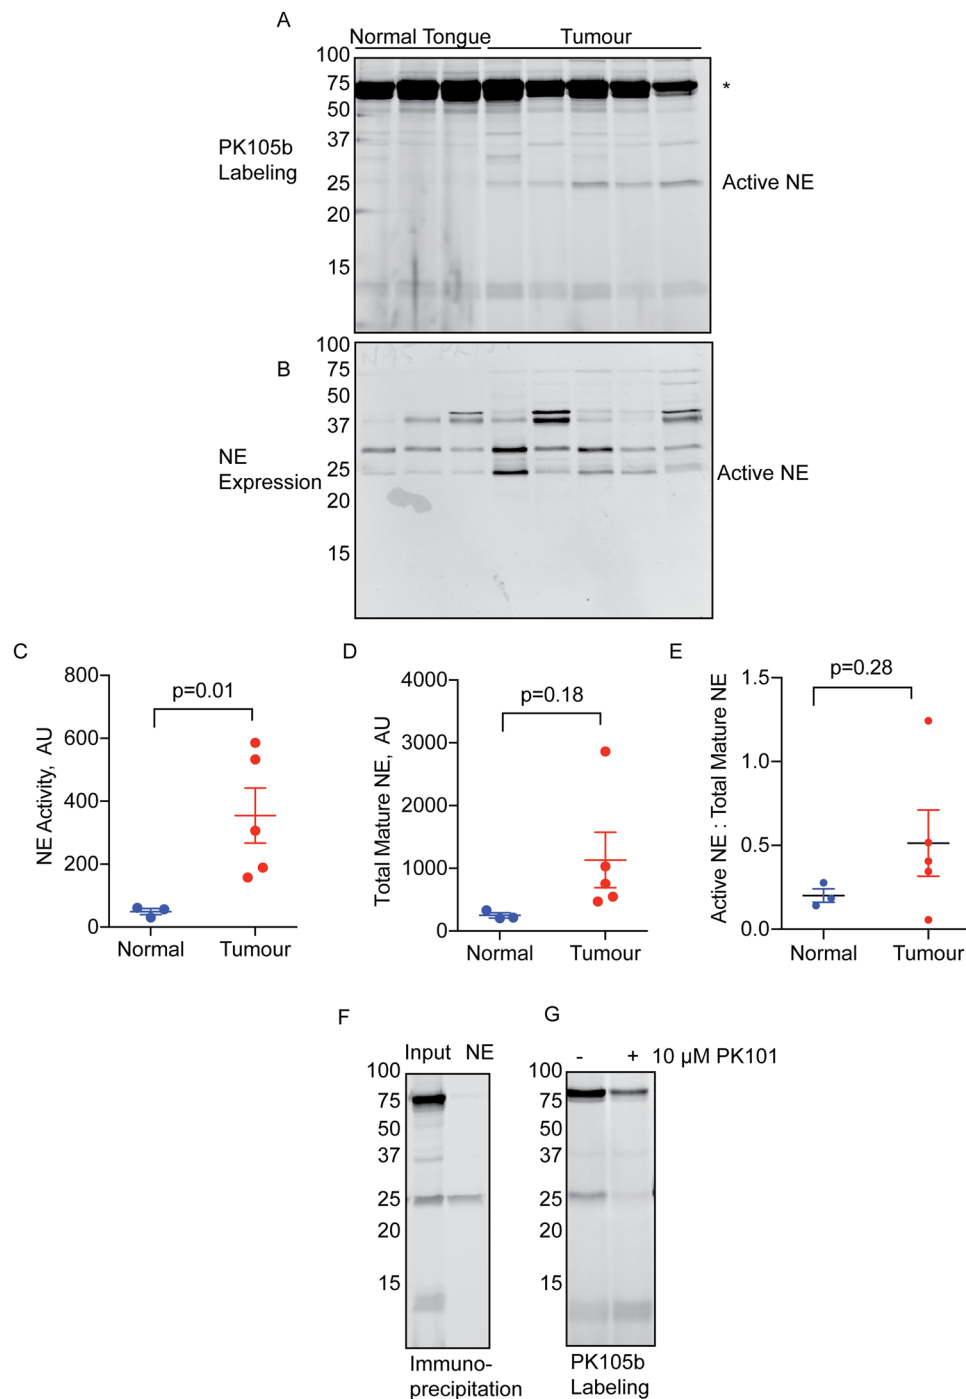 A
Normal Tongue Tumour
100
75 *
50
37
PK105b
Labeling
25 Active NE
20
15
B
100
75
50
37
NE
Expression
25 Active NE
20
15
C
800
600
400
200
0
NE Activity, AU
p=0.01
Normal Tumour
D
4000
3000
2000
1000
0
Total Mature NE, AU
p=0.18
Normal Tumour
E
1.5
1.0
0.5
0.0
Active NE : Total Mature NE
p=0.28
Normal Tumour
F
Input NE
100
75
50
37
25
20
15
Immuno-
precipitation
G
- + 10 µM PK101
100
75
50
37
25
20
15
PK105b
Labeling